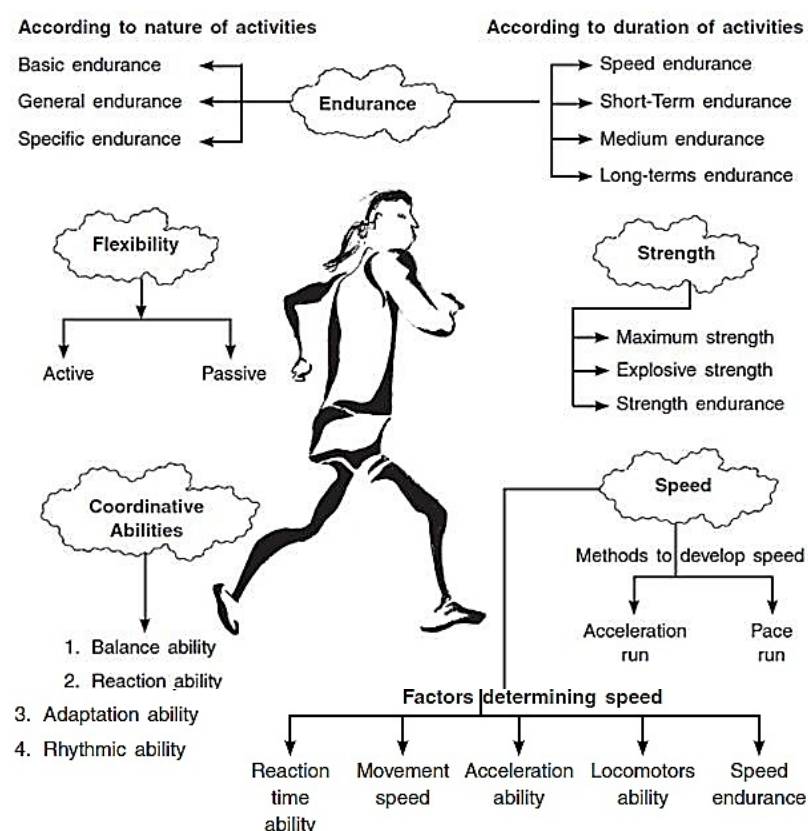 According to nature of activities
Basic endurance
General endurance
Specific endurance
Endurance
According to duration of activities
Speed endurance
Short-Term endurance
Medium endurance
Long-terms endurance
Flexibility
Active
Passive
Strength
Maximum strength
Explosive strength
Strength endurance
Coordinative
Abilities
1. Balance ability
2. Reaction ability
3. Adaptation ability
4. Rhythmic ability
Speed
Methods to develop speed
Acceleration
run
Pace
run
Factors determining speed
Reaction
time
ability
Movement
speed
Acceleration
ability
Locomotors
ability
Speed
endurance